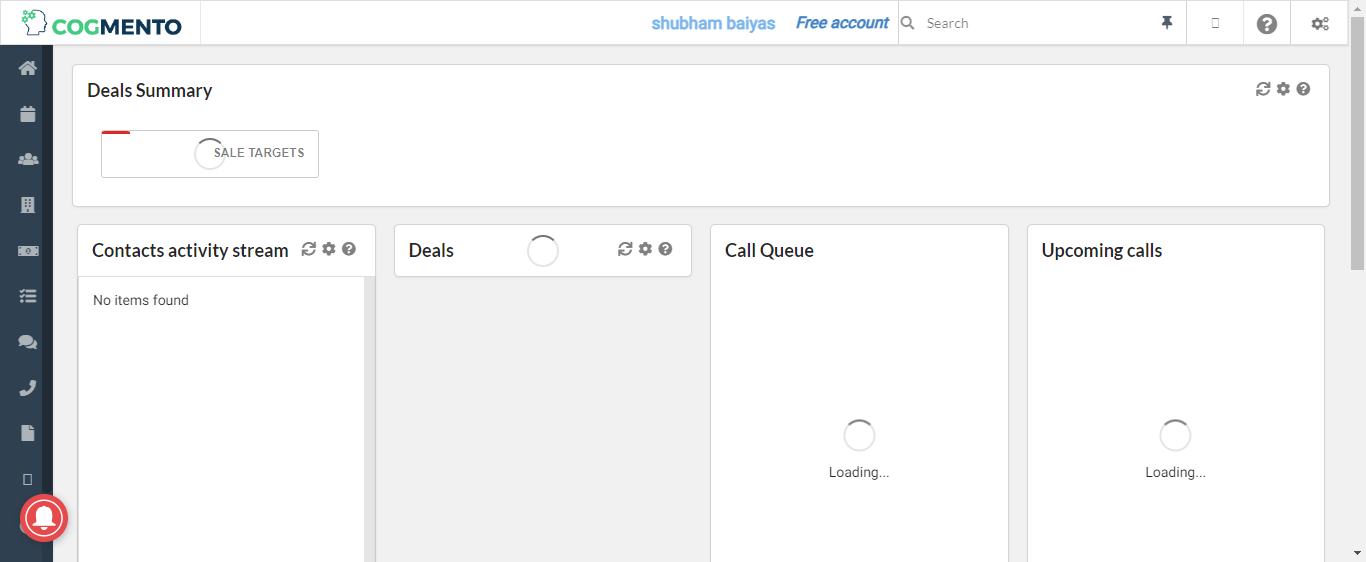 COGMENTO
shubham baiyas
Free account
Search
Deals Summary
SALE TARGETS
Contacts activity stream
Deals
Call Queue
Upcoming calls
No items found
Loading...
Loading...